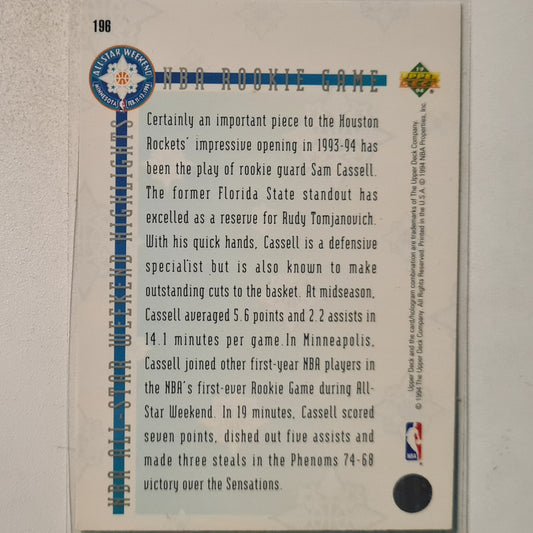 196
ALL-STAR WEEKEND
MINNESOTA FEB. 11-13, 1994
NBA ROOKIE GAME
UPPER DECK
NBA ALL-STAR WEEKEND HIGHLIGHTS
Certainly an important piece to the Houston
Rockets' impressive opening in 1993-94 has
been the play of rookie guard Sam Cassell.
The former Florida State standout has
excelled as a reserve for Rudy Tomjanovich.
With his quick hands, Cassell is a defensive
specialist but is also known to make
outstanding cuts to the basket. At midseason,
Cassell averaged 5.6 points and 2.2 assists in
14.1 minutes per game. In Minneapolis,
Cassell joined other first-year NBA players in
the NBA's first-ever Rookie Game during All-
Star Weekend. In 19 minutes, Cassell scored
seven points, dished out five assists and
made three steals in the Phenoms 74-68
victory over the Sensations.
Upper Deck and the card/hologram combination are trademarks of The Upper Deck Company.
© 1994 The Upper Deck Company. All Rights Reserved. Printed in the U.S.A. © 1994 NBA Properties, Inc.
NBA